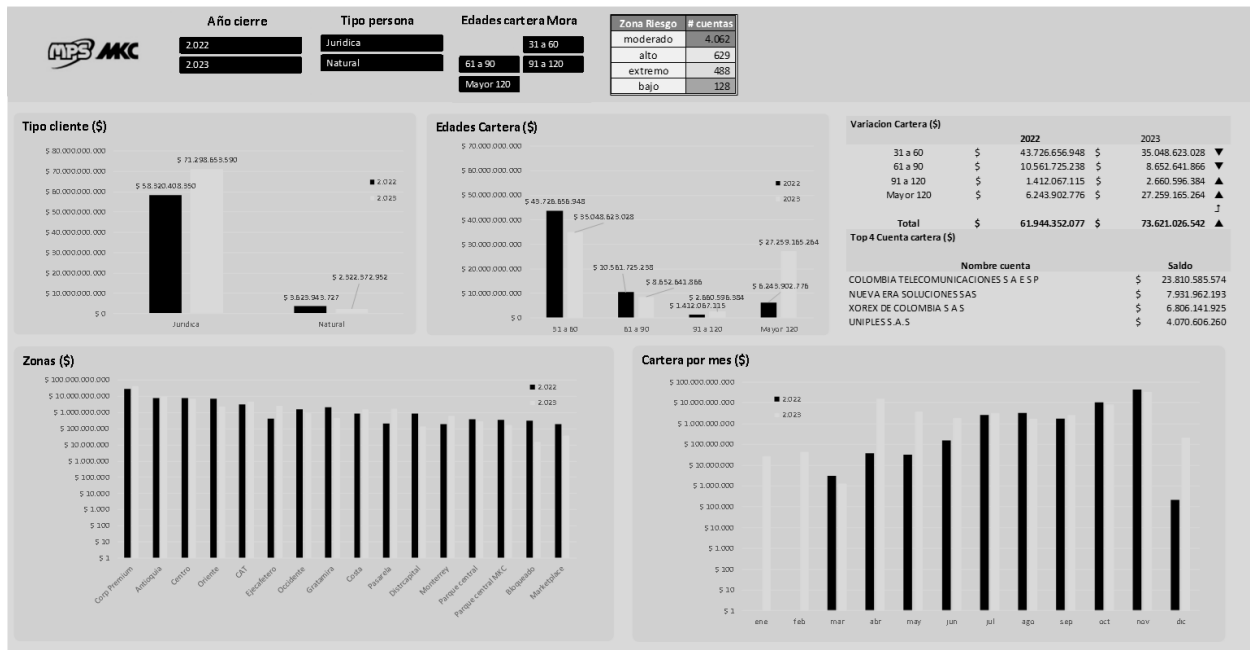 MPS MKC
Año cierre
2.022
2.023
Tipo persona
Juridica
Natural
Edades cartera Mora
31 a 60
61 a 90
91 a 120
Mayor 120
Zona Riesgo # cuentas
moderado 4.062
alto 629
extremo 488
bajo 128
Tipo cliente ($)
$ 80.000.000.000
$ 70.000.000.000
$ 60.000.000.000
$ 50.000.000.000
$ 40.000.000.000
$ 30.000.000.000
$ 20.000.000.000
$ 10.000.000.000
$ 0
$ 58.320.408.350
$ 71.298.653.590
$ 3.623.943.727
$ 2.322.372.952
2.022
2.023
Juridica
Natural
Edades Cartera ($)
$ 70.000.000.000
$ 60.000.000.000
$ 50.000.000.000
$ 40.000.000.000
$ 30.000.000.000
$ 20.000.000.000
$ 10.000.000.000
$ 0
$ 43.726.656.948
$ 35.048.623.028
$ 10.561.725.238
$ 8.652.641.866
$ 1.412.067.115
$ 2.660.596.384
$ 6.243.902.776
$ 27.259.165.264
2022
2023
31 a 60
61 a 90
91 a 120
Mayor 120
Variacion Cartera ($)
2022 2023
31 a 60 $ 43.726.656.948 $ 35.048.623.028 ▼
61 a 90 $ 10.561.725.238 $ 8.652.641.866 ▼
91 a 120 $ 1.412.067.115 $ 2.660.596.384 ▲
Mayor 120 $ 6.243.902.776 $ 27.259.165.264 ▲
Total $ 61.944.352.077 $ 73.621.026.542 ▲
Top 4 Cuenta cartera ($)
Nombre cuenta Saldo
COLOMBIA TELECOMUNICACIONES S A E S P $ 23.810.585.574
NUEVA ERA SOLUCIONES SAS $ 7.931.962.193
XOREX DE COLOMBIA S A S $ 6.806.141.925
UNIPLES S.A.S $ 4.070.606.260
Zonas ($)
$ 100.000.000.000
$ 10.000.000.000
$ 1.000.000.000
$ 100.000.000
$ 10.000.000
$ 1.000.000
$ 100.000
$ 10.000
$ 1.000
$ 100
$ 10
$ 1
2.022
2.023
Corp Premium
Antioquia
Centro
Oriente
CAT
Ejecafetero
Occidente
Gratamira
Costa
Pasarela
Distrcapital
Monterrey
Parque central
Parque central MKC
Bloqueado
Marketplace
Cartera por mes ($)
$ 100.000.000.000
$ 10.000.000.000
$ 1.000.000.000
$ 100.000.000
$ 10.000.000
$ 1.000.000
$ 100.000
$ 10.000
$ 1.000
$ 100
$ 10
$ 1
2.022
2.023
ene
feb
mar
abr
may
jun
jul
ago
sep
oct
nov
dic